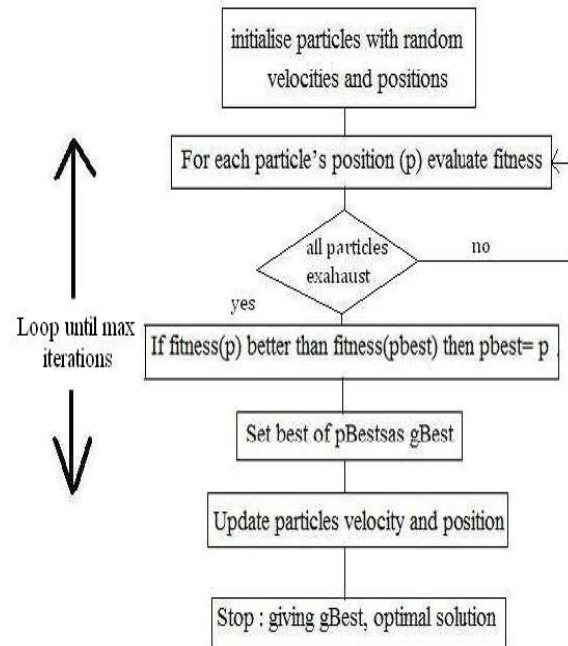 initialise particles with random
velocities and positions
For each particle's position (p) evaluate fitness
all particles
exahaust
no
yes
Loop until max
iterations
If fitness(p) better than fitness(pbest) then pbest= p
Set best of pBestsas gBest
Update particles velocity and position
Stop : giving gBest, optimal solution